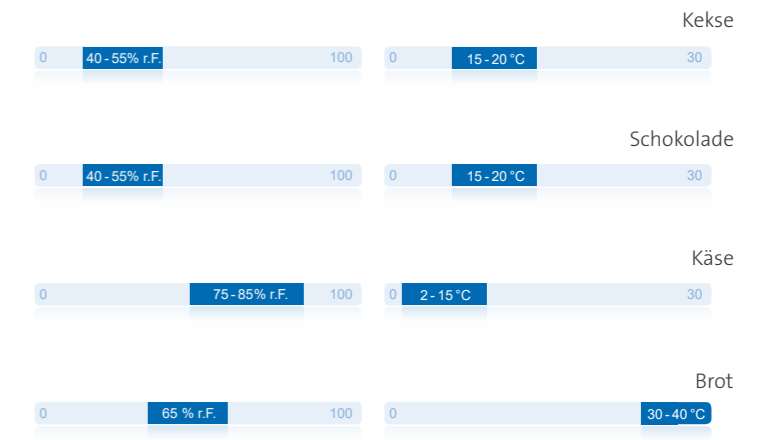 Kekse
0 40-55% r.F. 100 0 15-20 °C 30
Schokolade
0 40-55% r.F. 100 0 15-20 °C 30
Käse
0 75-85% r.F. 100 0 2-15 °C 30
Brot
0 65 % r.F. 100 0 30-40 °C